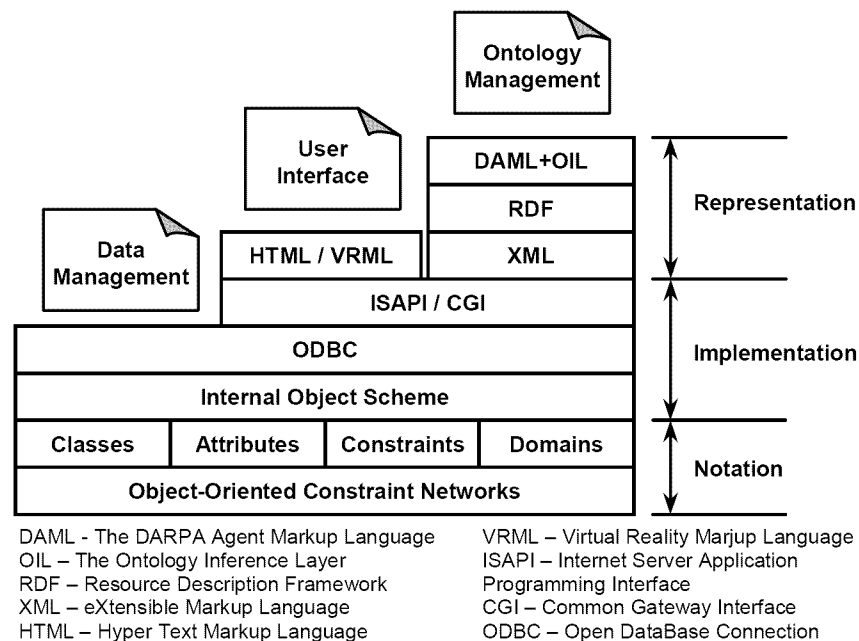 Ontology
Management
User
Interface
DAML+OIL
RDF
Representation
Data
Management
HTML / VRML
XML
ISAPI / CGI
ODBC
Implementation
Internal Object Scheme
Classes
Attributes
Constraints
Domains
Notation
Object-Oriented Constraint Networks
DAML - The DARPA Agent Markup Language
OIL – The Ontology Inference Layer
RDF – Resource Description Framework
XML – eXtensible Markup Language
HTML – Hyper Text Markup Language
VRML – Virtual Reality Marjup Language
ISAPI – Internet Server Application
Programming Interface
CGI – Common Gateway Interface
ODBC – Open DataBase Connection